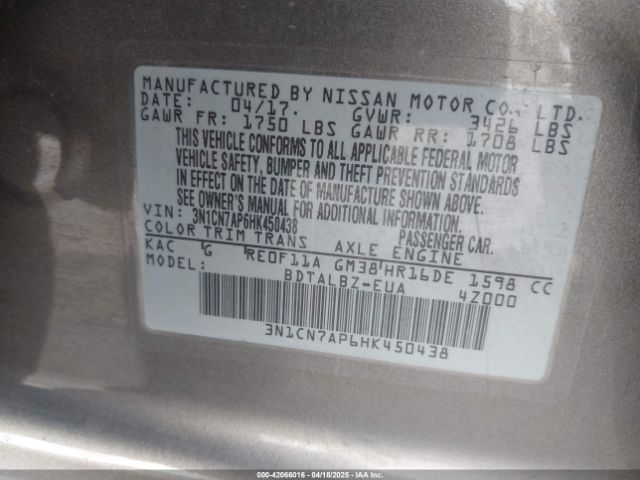 MANUFACTURED BY NISSAN MOTOR CO., LTD.
DATE: 04/17. GVWR: 3426 LBS
GAWR FR: 1750 LBS GAWR RR: 1708 LBS
THIS VEHICLE CONFORMS TO ALL APPLICABLE FEDERAL MOTOR
VEHICLE SAFETY, BUMPER AND THEFT PREVENTION STANDARDS
IN EFFECT ON THE DATE OF MANUFACTURE SHOWN ABOVE.
SEE OWNER'S MANUAL FOR ADDITIONAL INFORMATION
VIN: 3N1CN7AP6HK450438 PASSENGER CAR.
COLOR TRIM TRANS AXLE ENGINE
KAC G RE0F11A GM38 HR16DE 1598 CC
MODEL: BDTALBZ-EUA 4Z000
3N1CN7AP6HK450438
000-42066016 | 04/18/2025 | IAA, Inc.